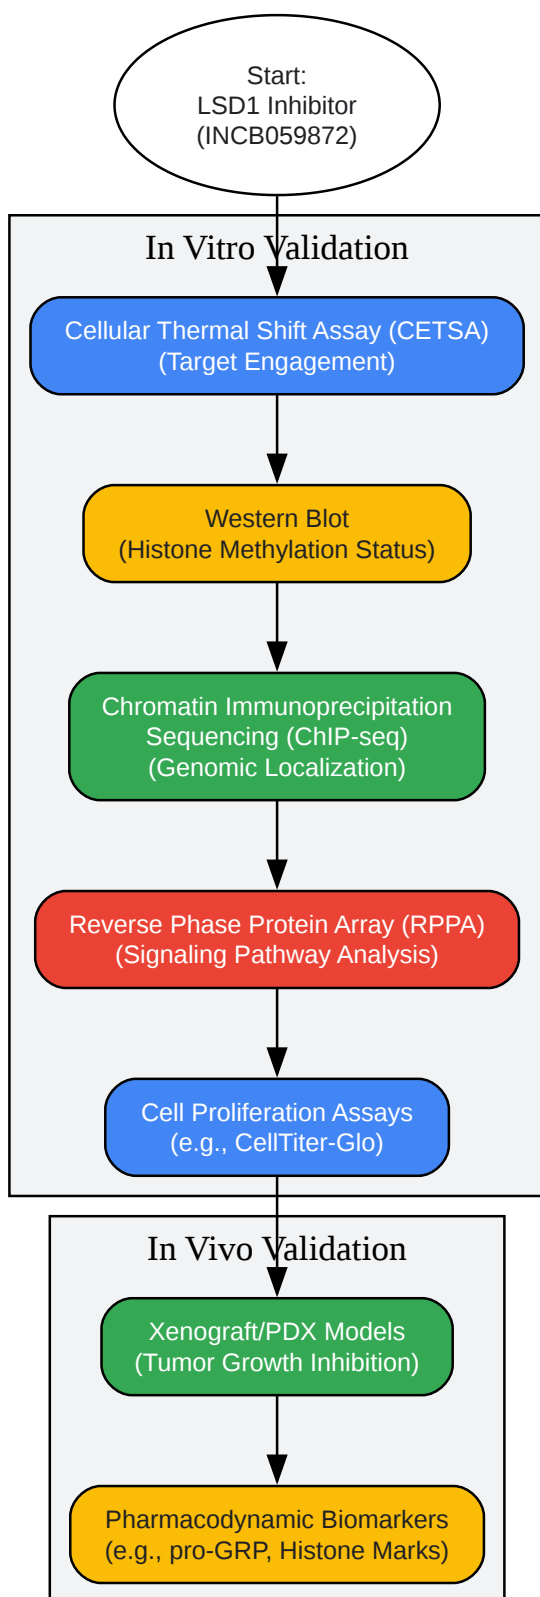 Start:
LSD1 Inhibitor
(INCB059872)
In Vitro Validation
Cellular Thermal Shift Assay (CETSA)
(Target Engagement)
Western Blot
(Histone Methylation Status)
Chromatin Immunoprecipitation
Sequencing (ChIP-seq)
(Genomic Localization)
Reverse Phase Protein Array (RPPA)
(Signaling Pathway Analysis)
Cell Proliferation Assays
(e.g., CellTiter-Glo)
In Vivo Validation
Xenograft/PDX Models
(Tumor Growth Inhibition)
Pharmacodynamic Biomarkers
(e.g., pro-GRP, Histone Marks)